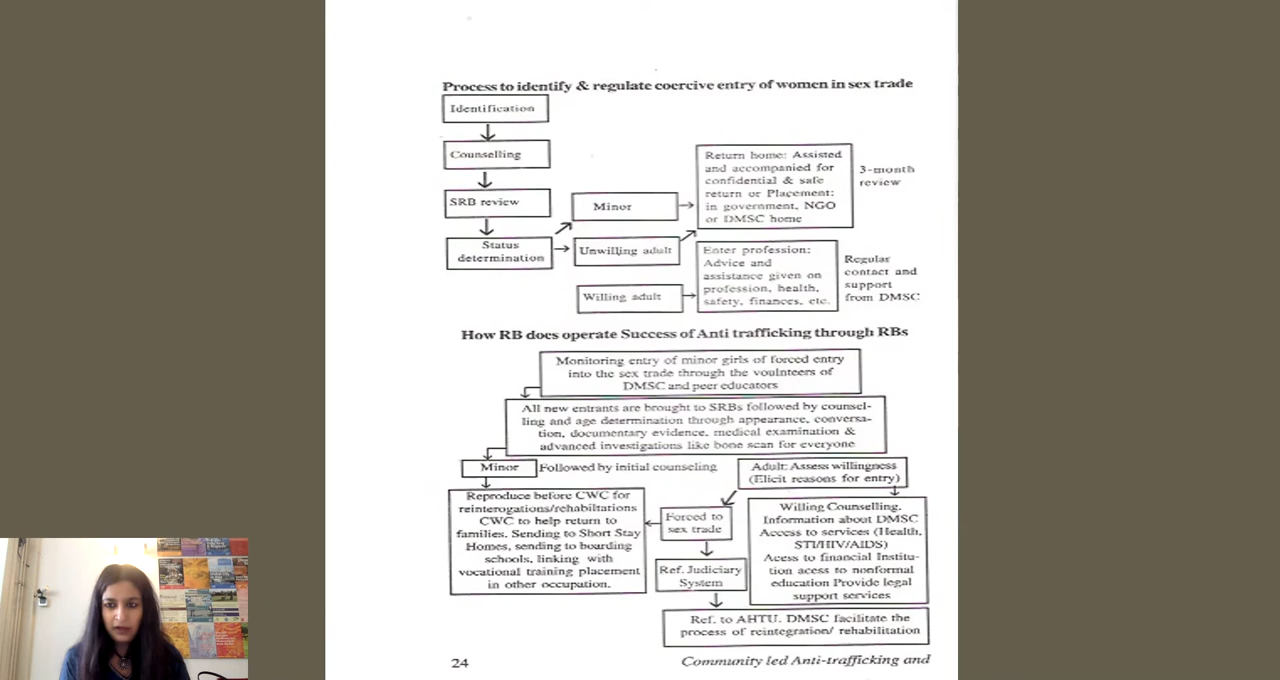 Process to identify & regulate coercive entry of women in sex trade
Identification
Counselling
SRB review
Status
determination
Minor
Unwilling adult
Willing adult
Return home: Assisted
and accompanied for
confidential & safe
return or Placement:
in government, NGO
or DMSC home
3-month
review
Enter profession:
Advice and
assistance given on
profession, health,
safety, finances, etc.
Regular
contact and
support
from DMSC
How RB does operate Success of Anti trafficking through RBs
Monitoring entry of minor girls of forced entry
into the sex trade through the voulnteers of
DMSC and peer educators
All new entrants are brought to SRBs followed by counsel-
ling and age determination through appearance, conversa-
tion, documentary evidence, medical examination &
advanced investigations like bone scan for everyone
Minor
Followed by initial counseling
Adult: Assess willingness
(Elicit reasons for entry)
Reproduce before CWC for
reinterogations/rehabiltations
CWC to help return to
families. Sending to Short Stay
Homes, sending to boarding
schools, linking with
vocational training placement
in other occupation.
Forced to
sex trade
Ref. Judiciary
System
Willing Counselling.
Information about DMSC
Access to services (Health,
STI/HIV/AIDS)
Acess to financial Institu-
tion acess to nonformal
education Provide legal
support services
Ref. to AHTU. DMSC facilitate the
process of reintegration/ rehabilitation
24
Community led Anti-trafficking and